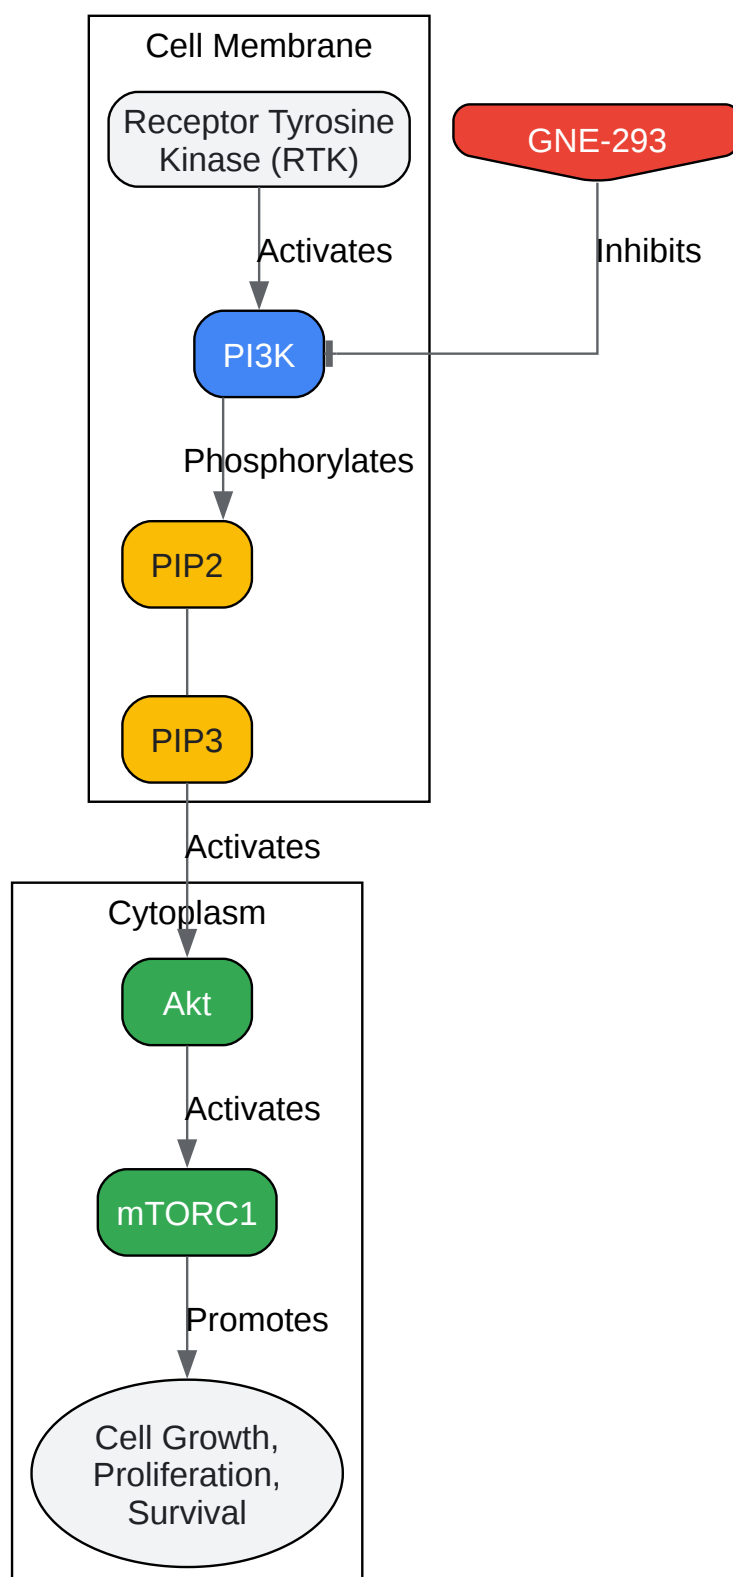 Cell Membrane
Receptor Tyrosine
Kinase (RTK)
GNE-293
Activates
Inhibits
PI3K
Phosphorylates
PIP2
PIP3
Activates
Cytoplasm
Akt
Activates
mTORC1
Promotes
Cell Growth,
Proliferation,
Survival